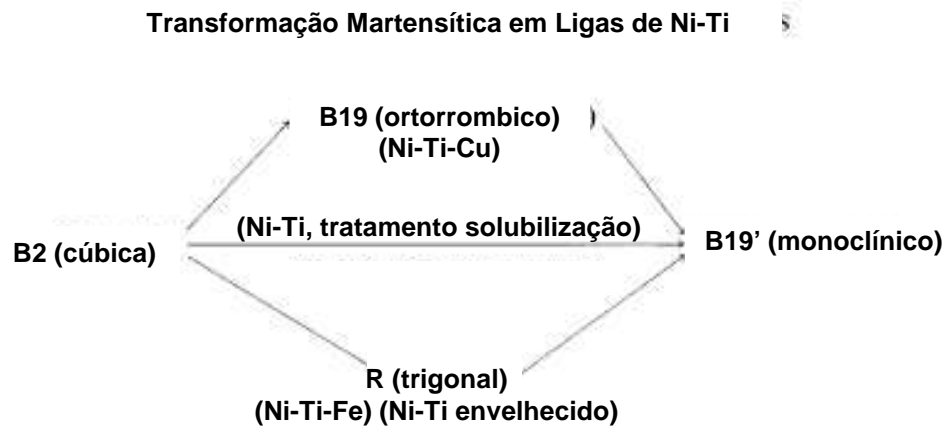 Transformação Martensítica em Ligas de Ni-Ti
B19 (ortorrombico)
(Ni-Ti-Cu)
(Ni-Ti, tratamento solubilização)
B2 (cúbica)
B19’ (monoclínico)
R (trigonal)
(Ni-Ti-Fe) (Ni-Ti envelhecido)